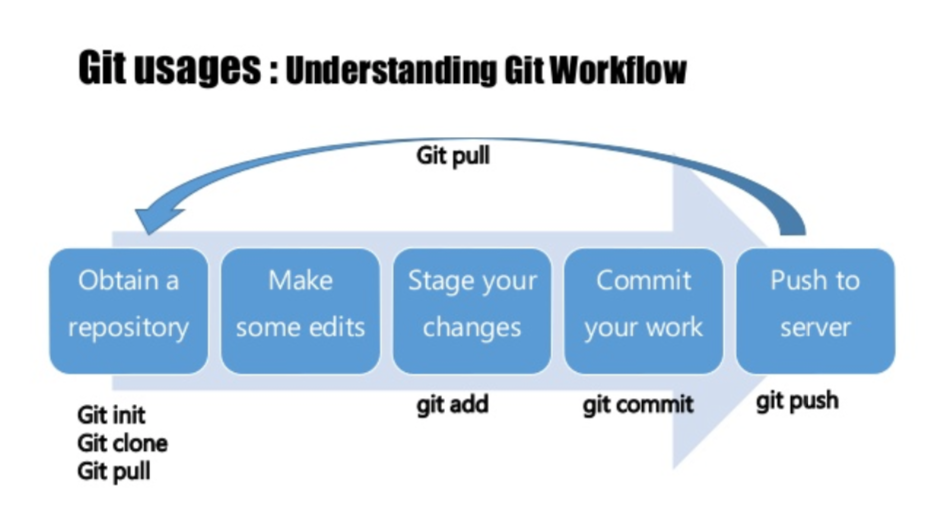 Git usages : Understanding Git Workflow
Git pull
Obtain a
repository
Make
some edits
Stage your
changes
Commit
your work
Push to
server
Git init
Git clone
Git pull
git add
git commit
git push